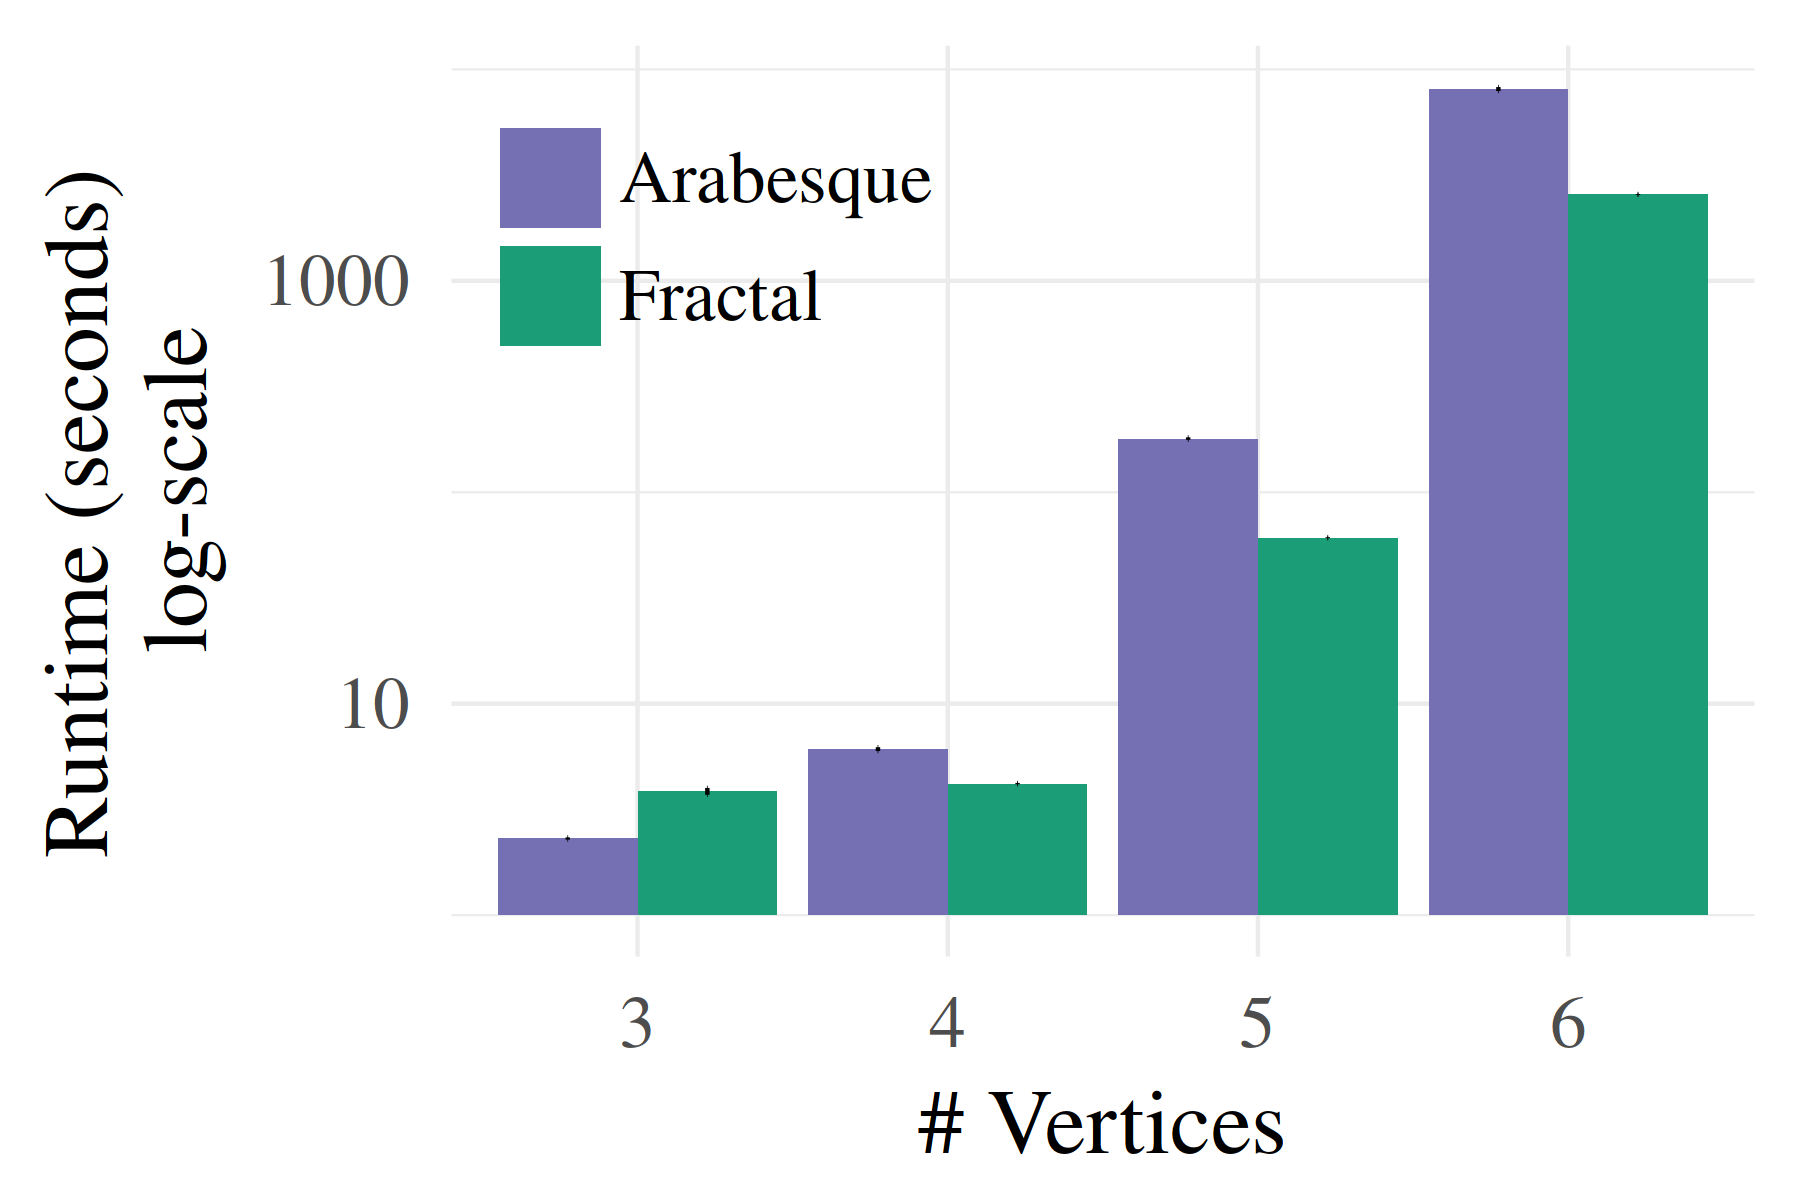 Runtime (seconds)
log-scale
1000
10
Arabesque
Fractal
3 4 5 6
# Vertices